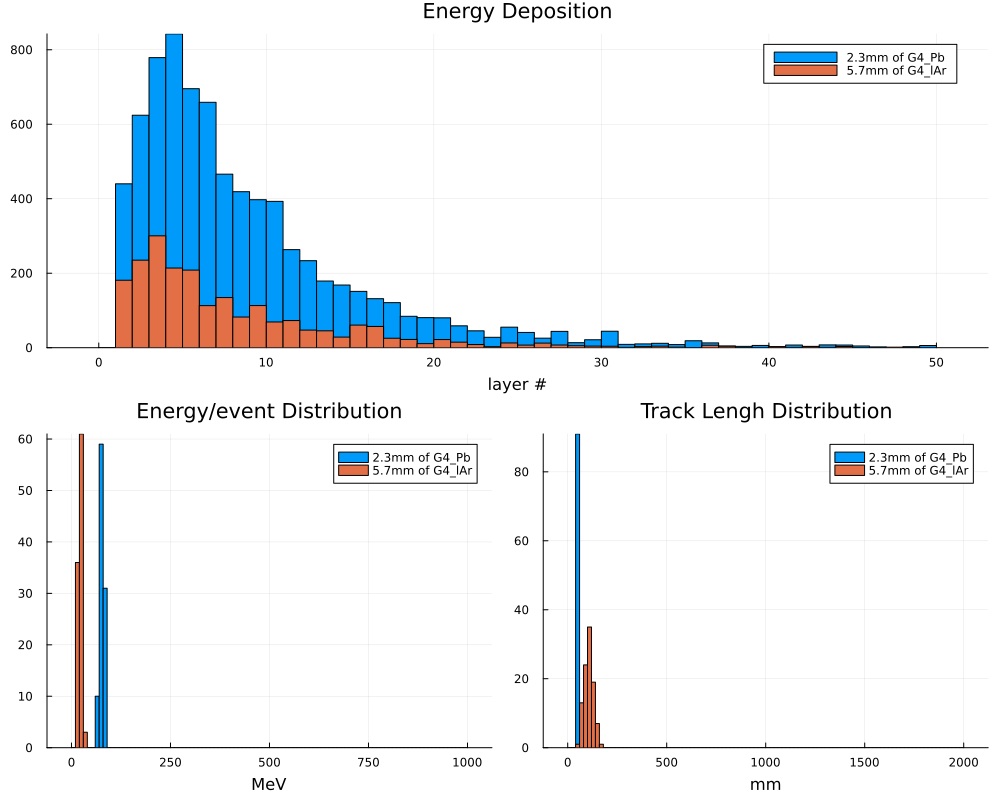 Energy Deposition
800
600
400
200
0
2.3mm of G4_Pb
5.7mm of G4_lAr
0 10 20 30 40 50
layer #
Energy/event Distribution
60
50
40
30
20
10
0
2.3mm of G4_Pb
5.7mm of G4_lAr
0 250 500 750 1000
MeV
Track Lengh Distribution
80
60
40
20
0
2.3mm of G4_Pb
5.7mm of G4_lAr
0 500 1000 1500 2000
mm